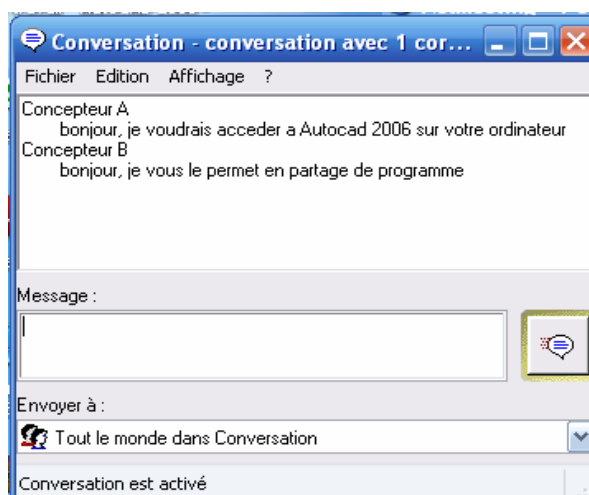 Conversation - conversation avec 1 cor...
Fichier Edition Affichage ?
Concepteur A
bonjour, je voudrais acceder a Autocad 2006 sur votre ordinateur
Concepteur B
bonjour, je vous le permet en partage de programme
Message :
Envoyer à :
Tout le monde dans Conversation
Conversation est activé